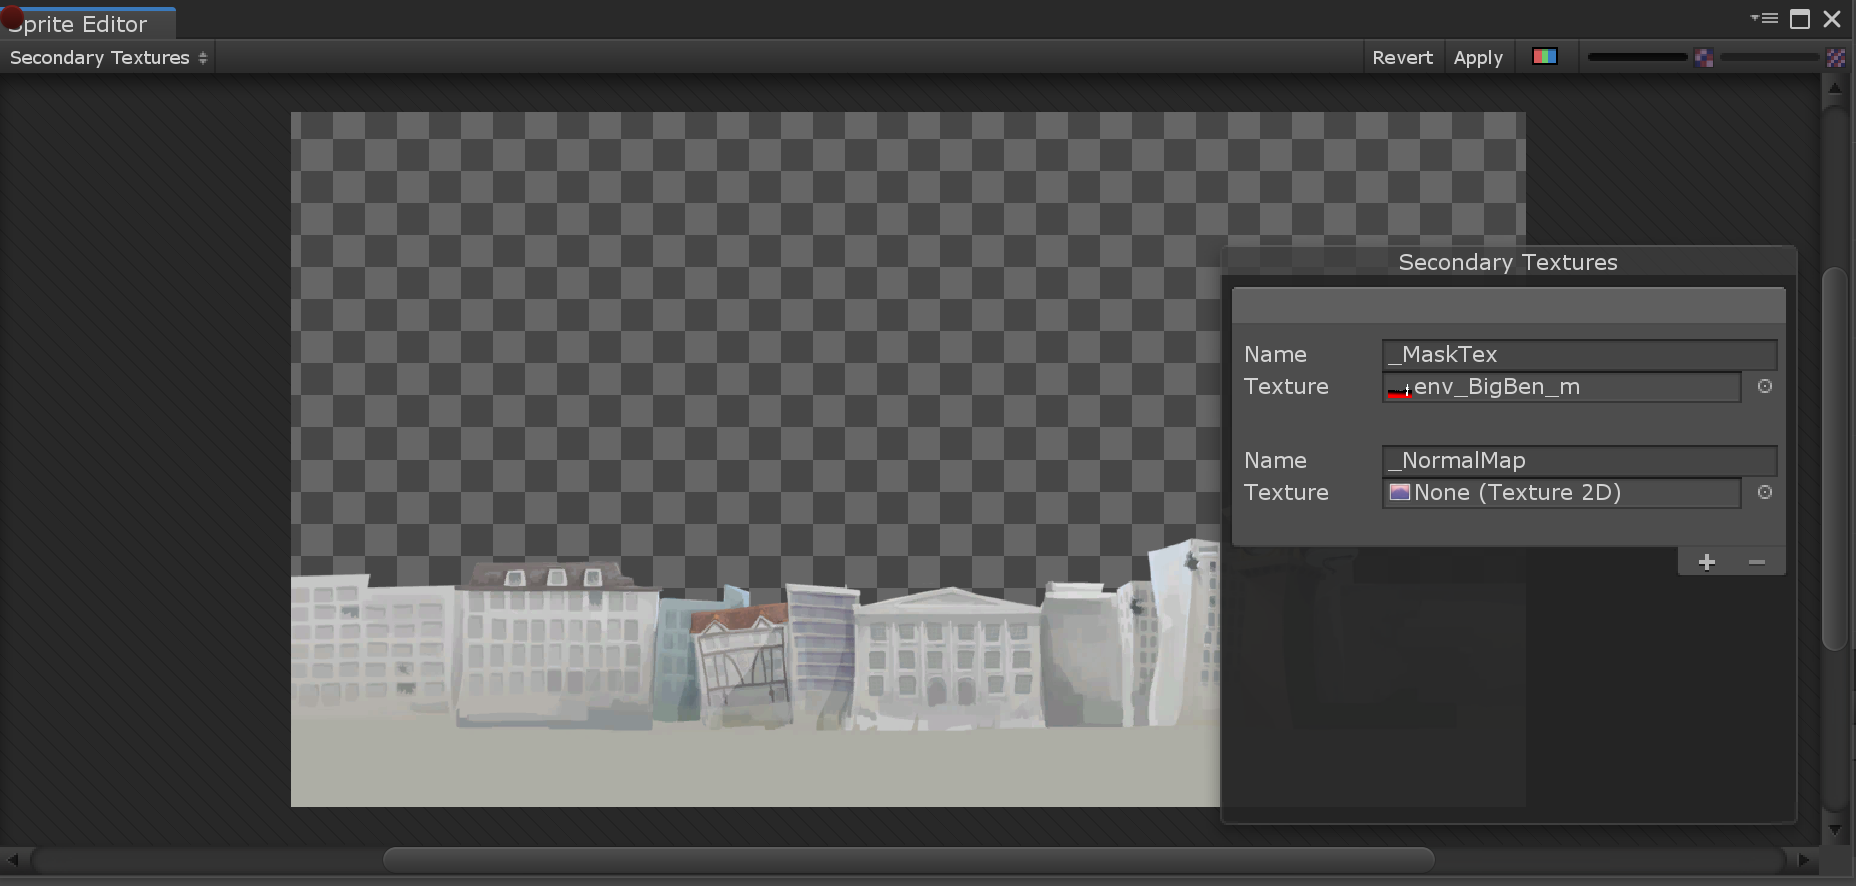 Sprite Editor
Secondary Textures
Revert
Apply
Secondary Textures
Name _MaskTex
Texture env_BigBen_m
Name _NormalMap
Texture None (Texture 2D)